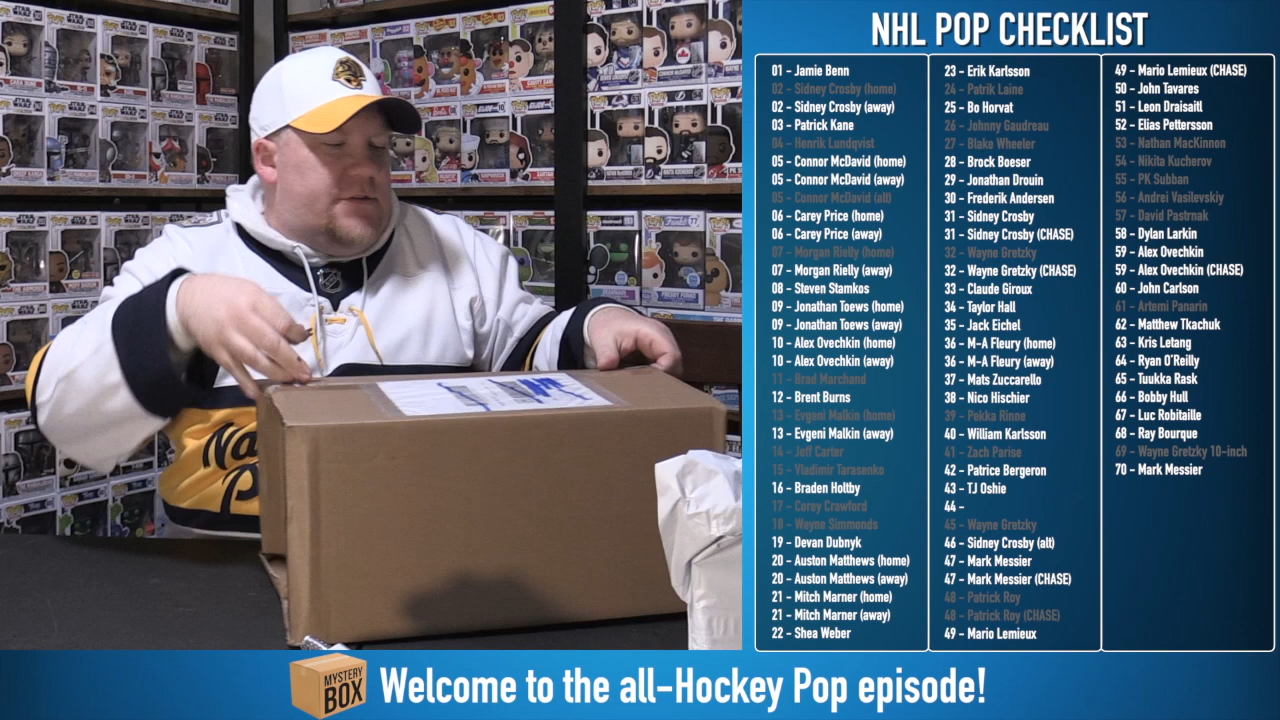 NHL POP CHECKLIST
01 – Jamie Benn
02 – Sidney Crosby (home)
02 – Sidney Crosby (away)
03 – Patrick Kane
04 – Henrik Lundqvist
05 – Connor McDavid (home)
05 – Connor McDavid (away)
05 – Connor McDavid (alt)
06 – Carey Price (home)
06 – Carey Price (away)
07 – Morgan Rielly (home)
07 – Morgan Rielly (away)
08 – Steven Stamkos
09 – Jonathan Toews (home)
09 – Jonathan Toews (away)
10 – Alex Ovechkin (home)
10 – Alex Ovechkin (away)
11 – Brad Marchand
12 – Brent Burns
13 – Evgeni Malkin (home)
13 – Evgeni Malkin (away)
14 – Jeff Carter
15 – Vladimir Tarasenko
16 – Braden Holtby
17 – Corey Crawford
18 – Wayne Simmonds
19 – Devan Dubnyk
20 – Auston Matthews (home)
20 – Auston Matthews (away)
21 – Mitch Marner (home)
21 – Mitch Marner (away)
22 – Shea Weber
23 – Erik Karlsson
24 – Patrik Laine
25 – Bo Horvat
26 – Johnny Gaudreau
27 – Blake Wheeler
28 – Brock Boeser
29 – Jonathan Drouin
30 – Frederik Andersen
31 – Sidney Crosby
31 – Sidney Crosby (CHASE)
32 – Wayne Gretzky
32 – Wayne Gretzky (CHASE)
33 – Claude Giroux
34 – Taylor Hall
35 – Jack Eichel
36 – M-A Fleury (home)
36 – M-A Fleury (away)
37 – Mats Zuccarello
38 – Nico Hischier
39 – Pekka Rinne
40 – William Karlsson
41 – Zach Parise
42 – Patrice Bergeron
43 – TJ Oshie
44 –
45 – Wayne Gretzky
46 – Sidney Crosby (alt)
47 – Mark Messier
47 – Mark Messier (CHASE)
48 – Patrick Roy
48 – Patrick Roy (CHASE)
49 – Mario Lemieux
49 – Mario Lemieux (CHASE)
50 – John Tavares
51 – Leon Draisaitl
52 – Elias Pettersson
53 – Nathan MacKinnon
54 – Nikita Kucherov
55 – PK Subban
56 – Andrei Vasilevskiy
57 – David Pastrnak
58 – Dylan Larkin
59 – Alex Ovechkin
59 – Alex Ovechkin (CHASE)
60 – John Carlson
61 – Artemi Panarin
62 – Matthew Tkachuk
63 – Kris Letang
64 – Ryan O'Reilly
65 – Tuukka Rask
66 – Bobby Hull
67 – Luc Robitaille
68 – Ray Bourque
69 – Wayne Gretzky 10-inch
70 – Mark Messier
MYSTERY
BOX
Welcome to the all-Hockey Pop episode!